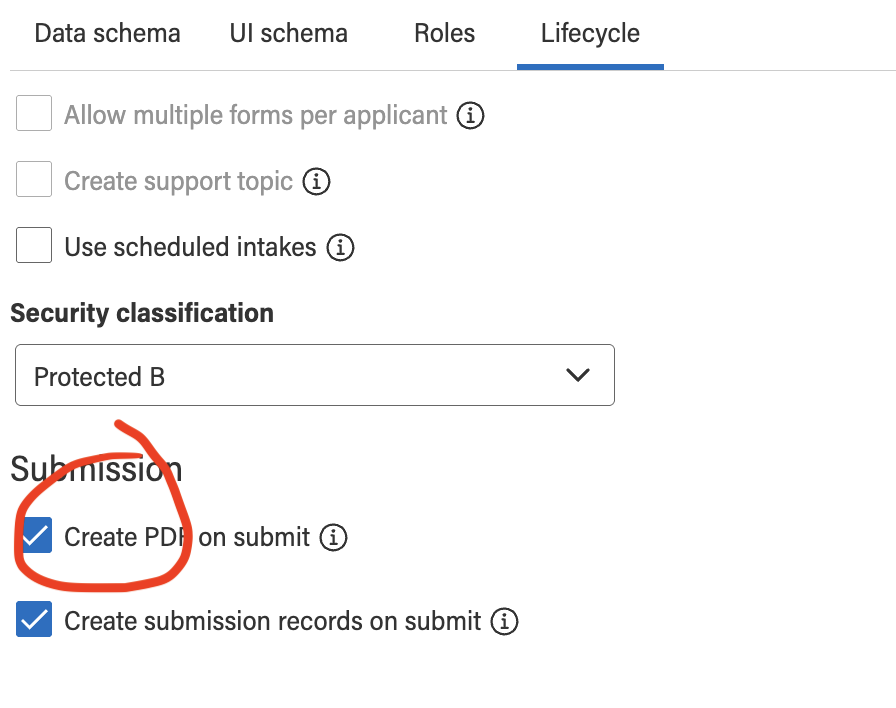 Data schema UI schema Roles Lifecycle
Allow multiple forms per applicant
Create support topic
Use scheduled intakes
Security classification
Protected B
Submission
Create PDF on submit
Create submission records on submit